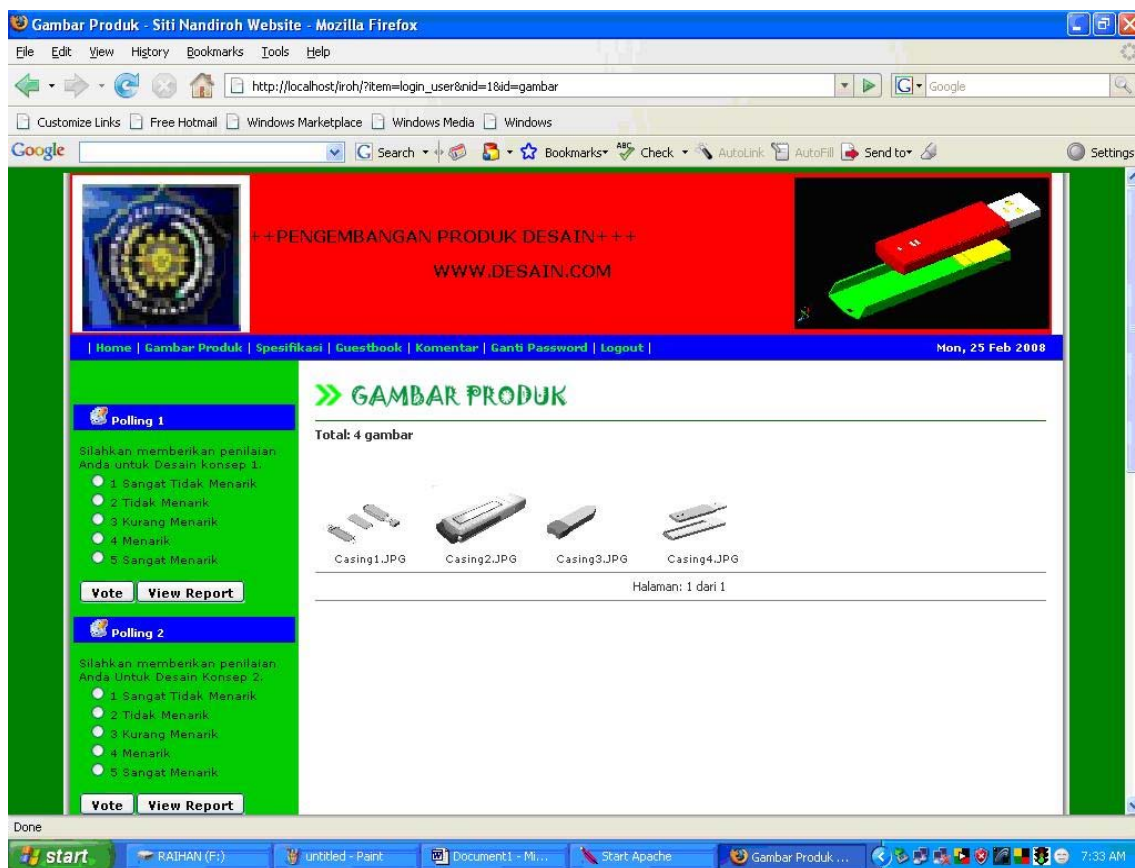 Gambar Produk - Siti Nandiroh Website - Mozilla Firefox
File Edit View History Bookmarks Tools Help
http://localhost/iroh/?item=login_user&nid=1&id=gambar
G Google
Customize Links Free Hotmail Windows Marketplace Windows Media Windows
Google G Search Bookmarks ABC Check AutoLink AutoFill Send to Settings
++PENGEMBANGAN PRODUK DESAIN+++
WWW.DESAIN.COM
| Home | Gambar Produk | Spesifikasi | Guestbook | Komentar | Ganti Password | Logout | Mon, 25 Feb 2008
GAMBAR PRODUK
Total: 4 gambar
Casing1.JPG Casing2.JPG Casing3.JPG Casing4.JPG
Halaman: 1 dari 1
Polling 1
Silahkan memberikan penilaian
Anda untuk Desain konsep 1.
1 Sangat Tidak Menarik
2 Tidak Menarik
3 Kurang Menarik
4 Menarik
5 Sangat Menarik
Vote View Report
Polling 2
Silahkan memberikan penilaian
Anda Untuk Desain Konsep 2.
1 Sangat Tidak Menarik
2 Tidak Menarik
3 Kurang Menarik
4 Menarik
5 Sangat Menarik
Vote View Report
Done
start RAIHAN (F:) untitled - Paint Document1 - Mi... Start Apache Gambar Produk ... 7:33 AM